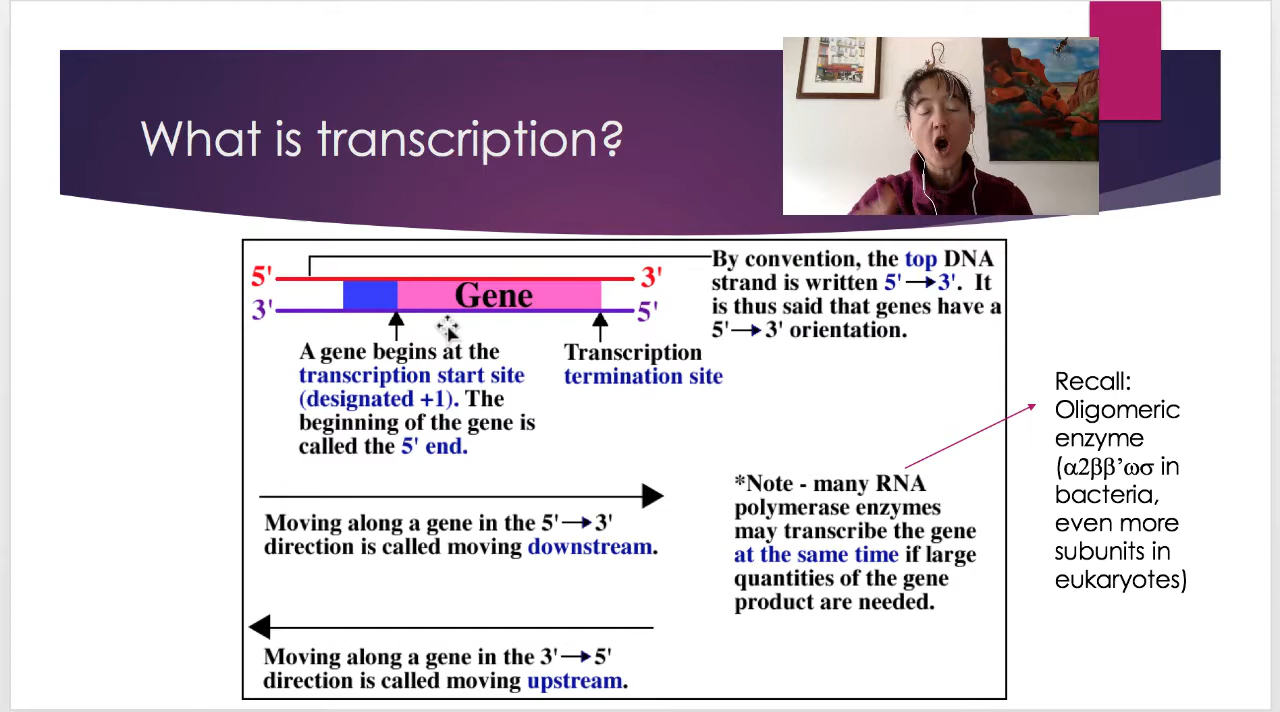 What is transcription?
5'
3'
Gene
3'
5'
By convention, the top DNA
strand is written 5'→3'. It
is thus said that genes have a
5'→3' orientation.
A gene begins at the
transcription start site
(designated +1). The
beginning of the gene is
called the 5' end.
Transcription
termination site
Moving along a gene in the 5'→3'
direction is called moving downstream.
*Note - many RNA
polymerase enzymes
may transcribe the gene
at the same time if large
quantities of the gene
product are needed.
Moving along a gene in the 3'→5'
direction is called moving upstream.
Recall:
Oligomeric
enzyme
(α2ββ’ωσ in
bacteria,
even more
subunits in
eukaryotes)